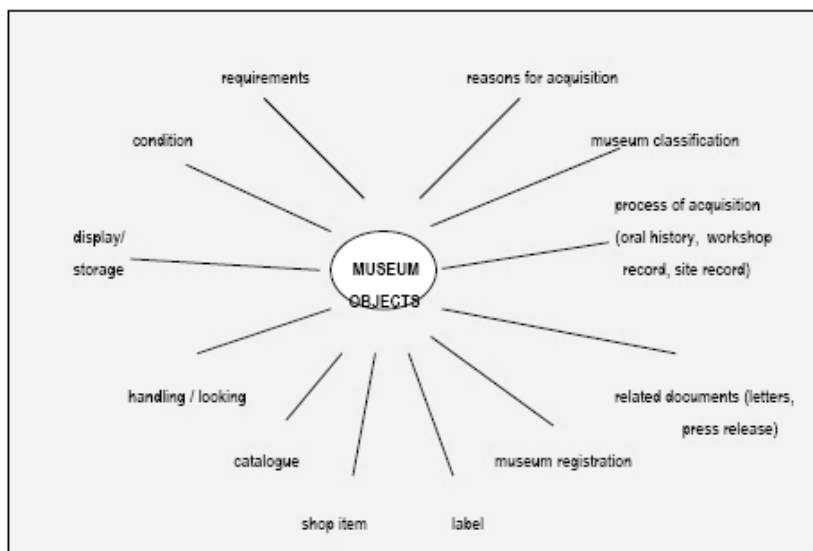 requirements
reasons for acquisition
condition
museum classification
process of acquisition
(oral history, workshop
record, site record)
display/
storage
MUSEUM
OBJECTS
handling / looking
related documents (letters,
press release)
catalogue
museum registration
shop item
label